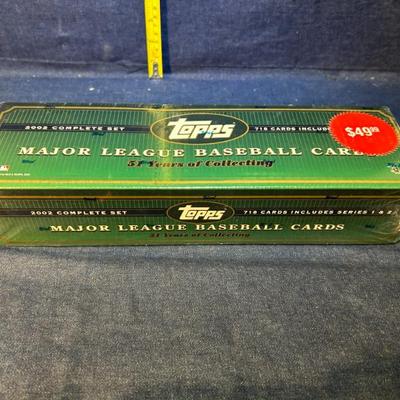 2002 COMPLETE SET
Topps
718 CARDS INCLUDES
$49.99
MAJOR LEAGUE BASEBALL CARDS
51 Years of Collecting
2002 COMPLETE SET
Topps
718 CARDS INCLUDES SERIES 1 & 2
MAJOR LEAGUE BASEBALL CARDS
51 Years of Collecting